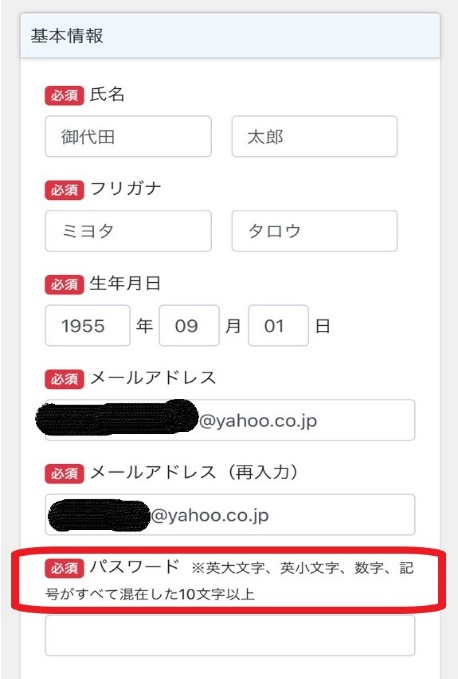 基本情報
必須 氏名
御代田 太郎
必須 フリガナ
ミヨタ タロウ
必須 生年月日
1955 年 09 月 01 日
必須 メールアドレス
@yahoo.co.jp
必須 メールアドレス（再入力）
@yahoo.co.jp
必須 パスワード ※英大文字、英小文字、数字、記
号がすべて混在した10文字以上